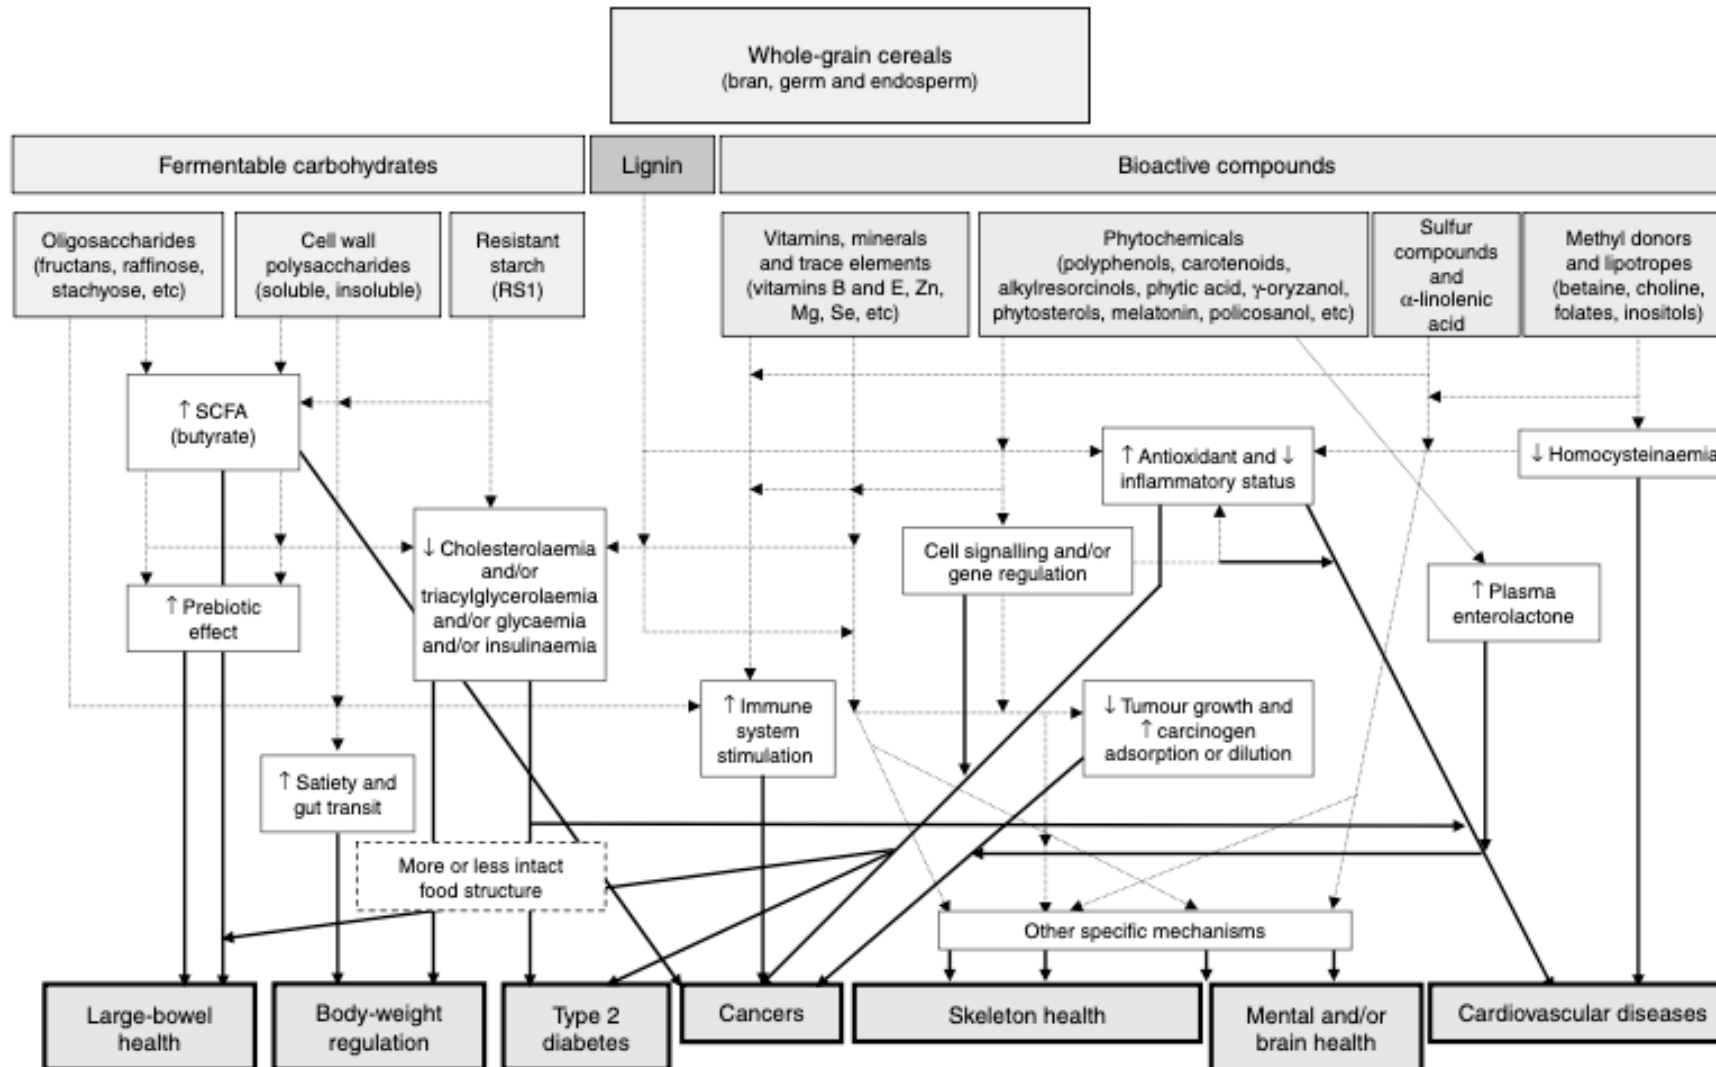 Whole-grain cereals
(bran, germ and endosperm)
Fermentable carbohydrates
Lignin
Bioactive compounds
Oligosaccharides
(fructans, raffinose,
stachyose, etc)
Cell wall
polysaccharides
(soluble, insoluble)
Resistant
starch
(RS1)
Vitamins, minerals
and trace elements
(vitamins B and E, Zn,
Mg, Se, etc)
Phytochemicals
(polyphenols, carotenoids,
alkylresorcinols, phytic acid, γ-oryzanol,
phytosterols, melatonin, policosanol, etc)
Sulfur
compounds
and
α-linolenic
acid
Methyl donors
and lipotropes
(betaine, choline,
folates, inositols)
↑ SCFA
(butyrate)
↑ Antioxidant and ↓
inflammatory status
↓ Homocysteinaemia
↓ Cholesterolaemia
and/or
triacylglycerolaemia
and/or glycaemia
and/or insulinaemia
Cell signalling and/or
gene regulation
↑ Prebiotic
effect
↑ Plasma
enterolactone
↑ Immune
system
stimulation
↓ Tumour growth and
↑ carcinogen
adsorption or dilution
↑ Satiety and
gut transit
More or less intact
food structure
Other specific mechanisms
Large-bowel
health
Body-weight
regulation
Type 2
diabetes
Cancers
Skeleton health
Mental and/or
brain health
Cardiovascular diseases